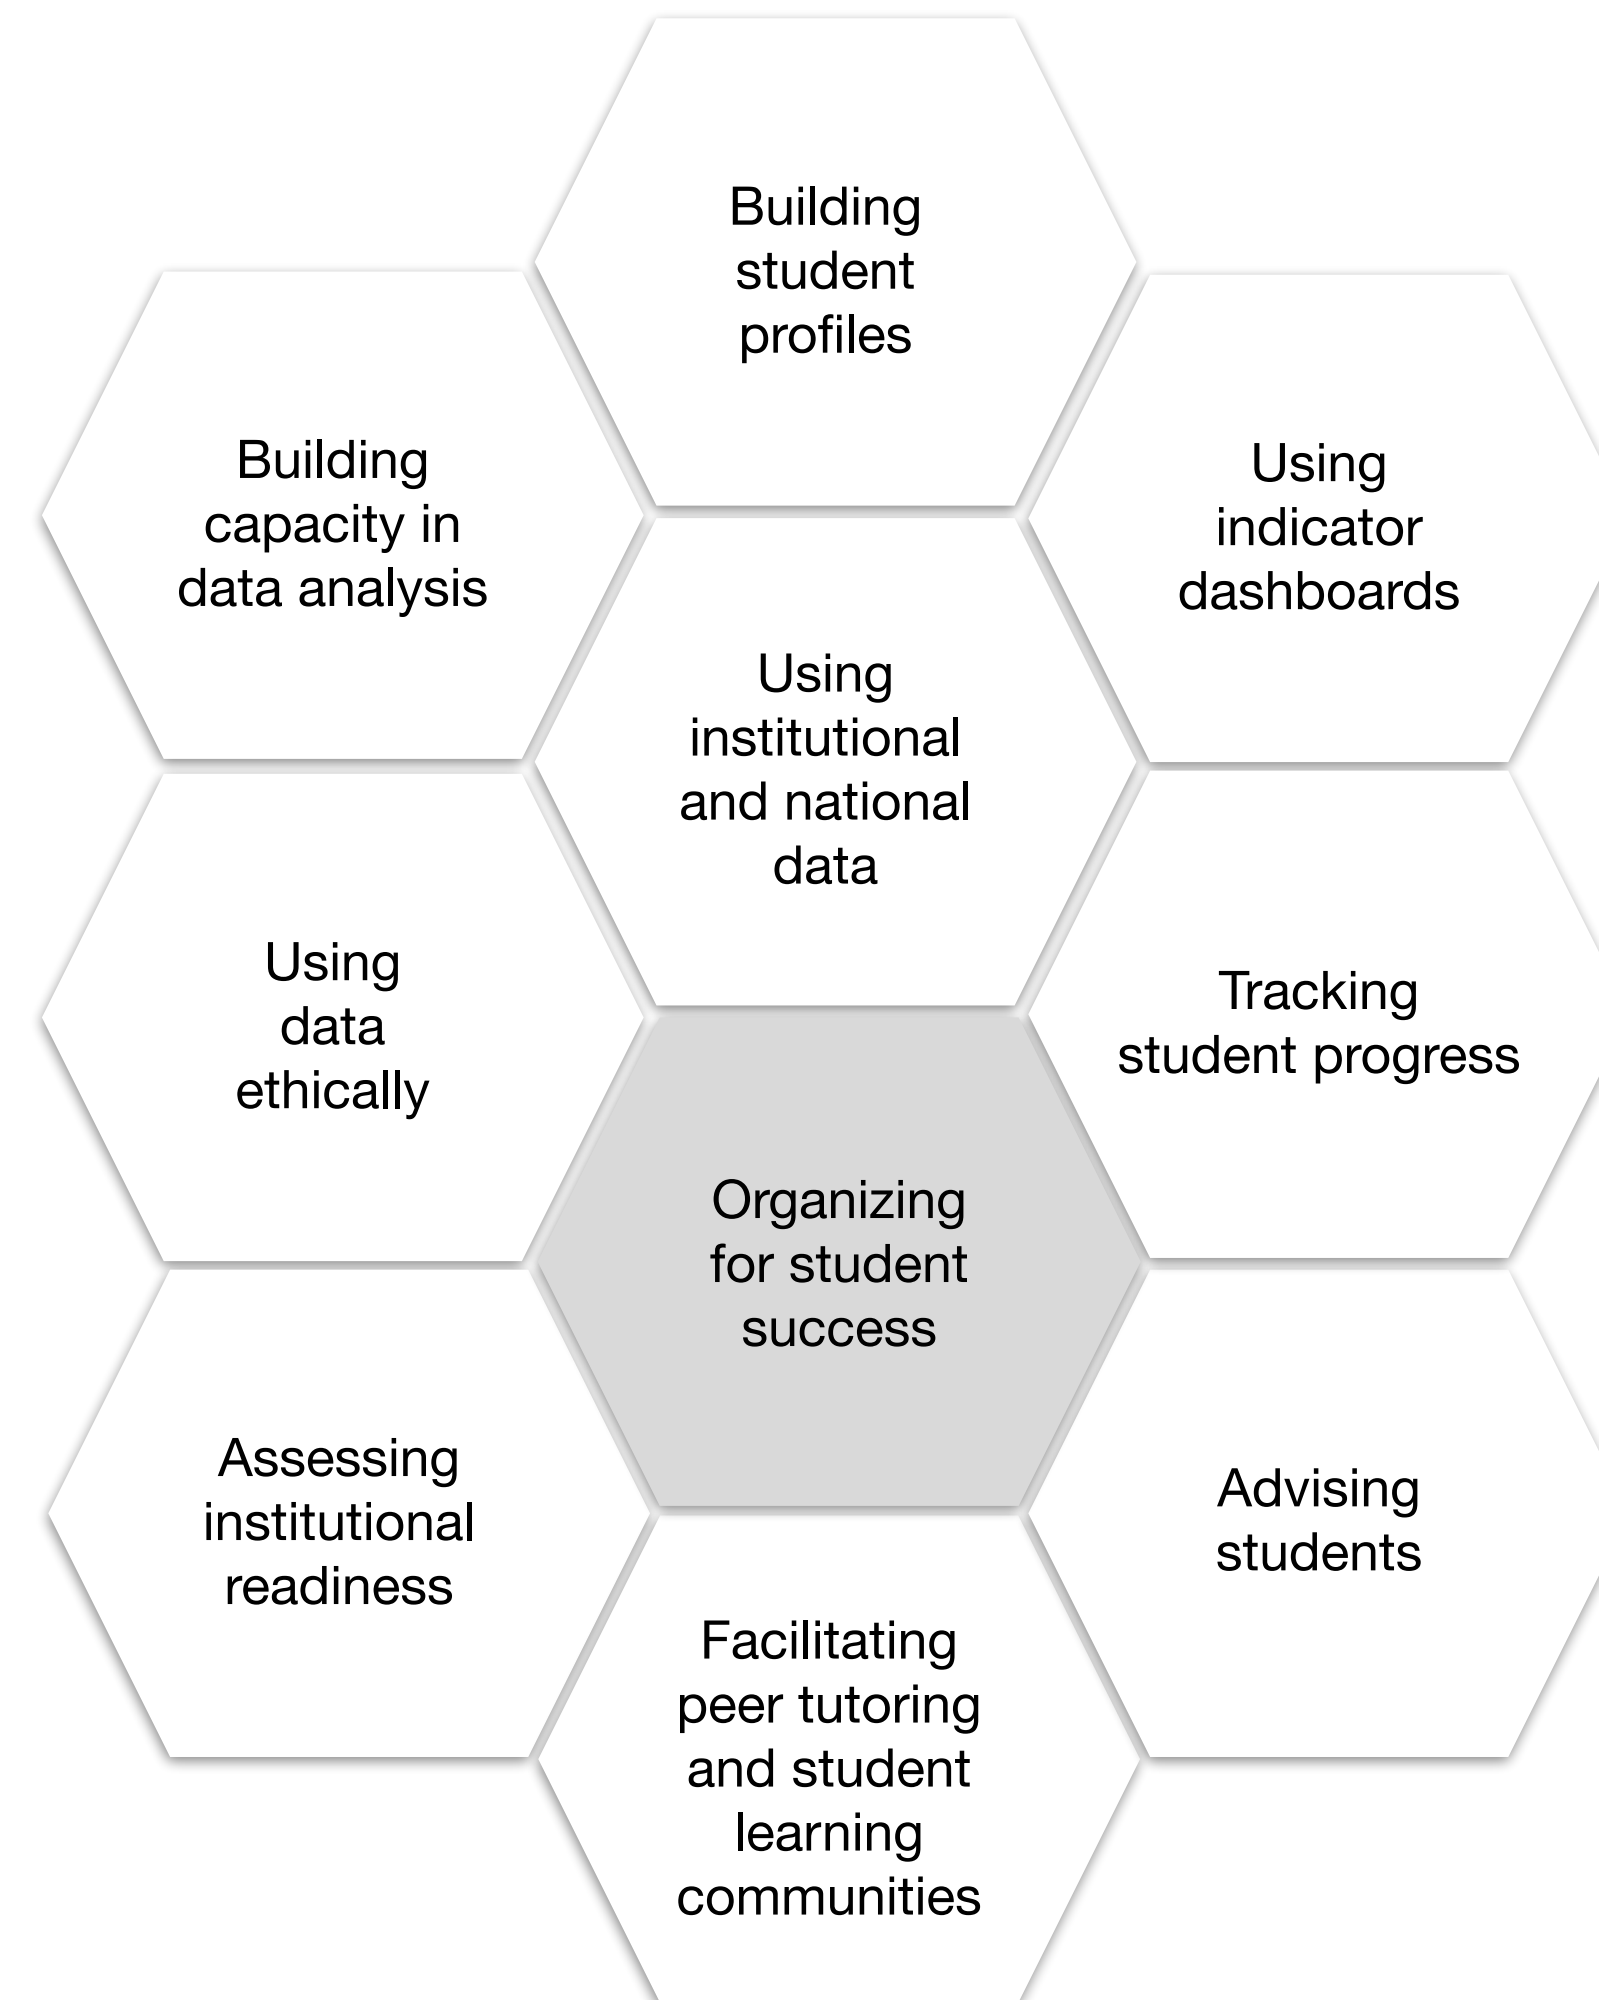 Building
student
profiles
Building
capacity in
data analysis
Using
indicator
dashboards
Using
institutional
and national
data
Using
data
ethically
Tracking
student progress
Organizing
for student
success
Assessing
institutional
readiness
Advising
students
Facilitating
peer tutoring
and student
learning
communities